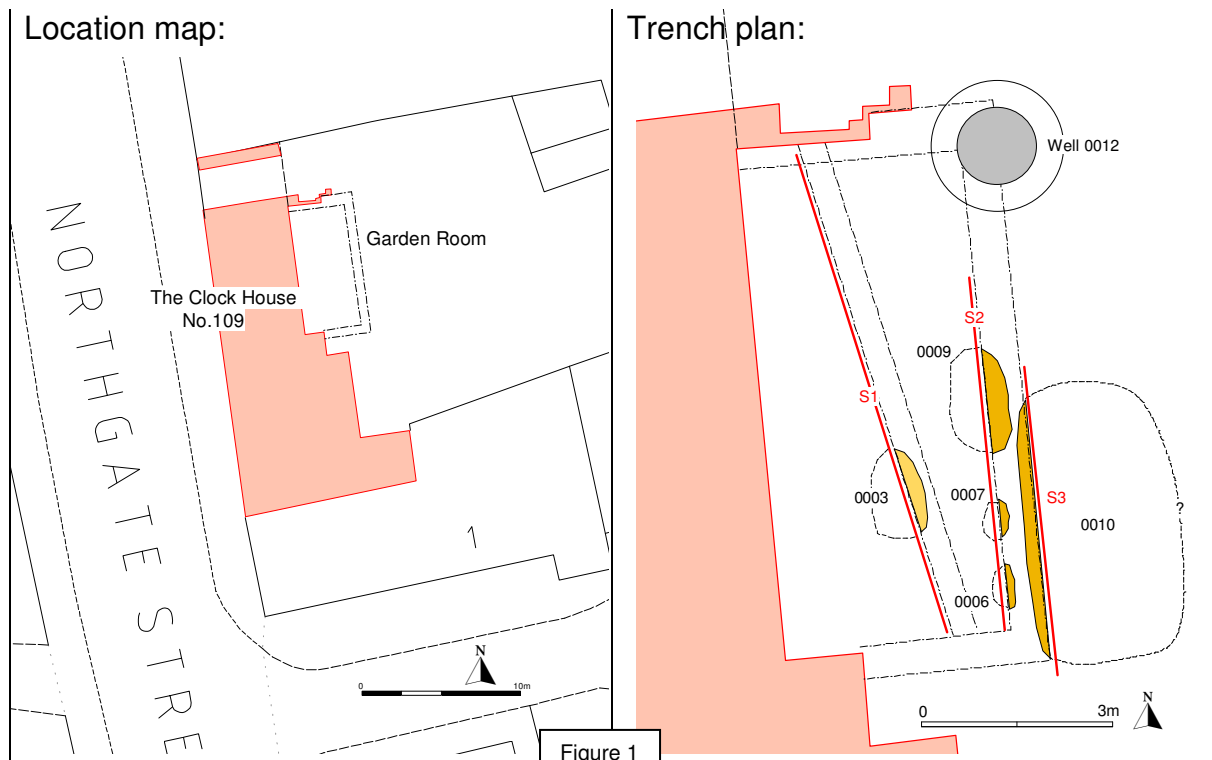 Location map:
Garden Room
The Clock House
No.109
NORTHGATE STRE
1
N
0 10m
Trench plan:
Well 0012
S2
0009
S1
0003
0007
S3
0010
?
0006
N
0 3m
Figure 1